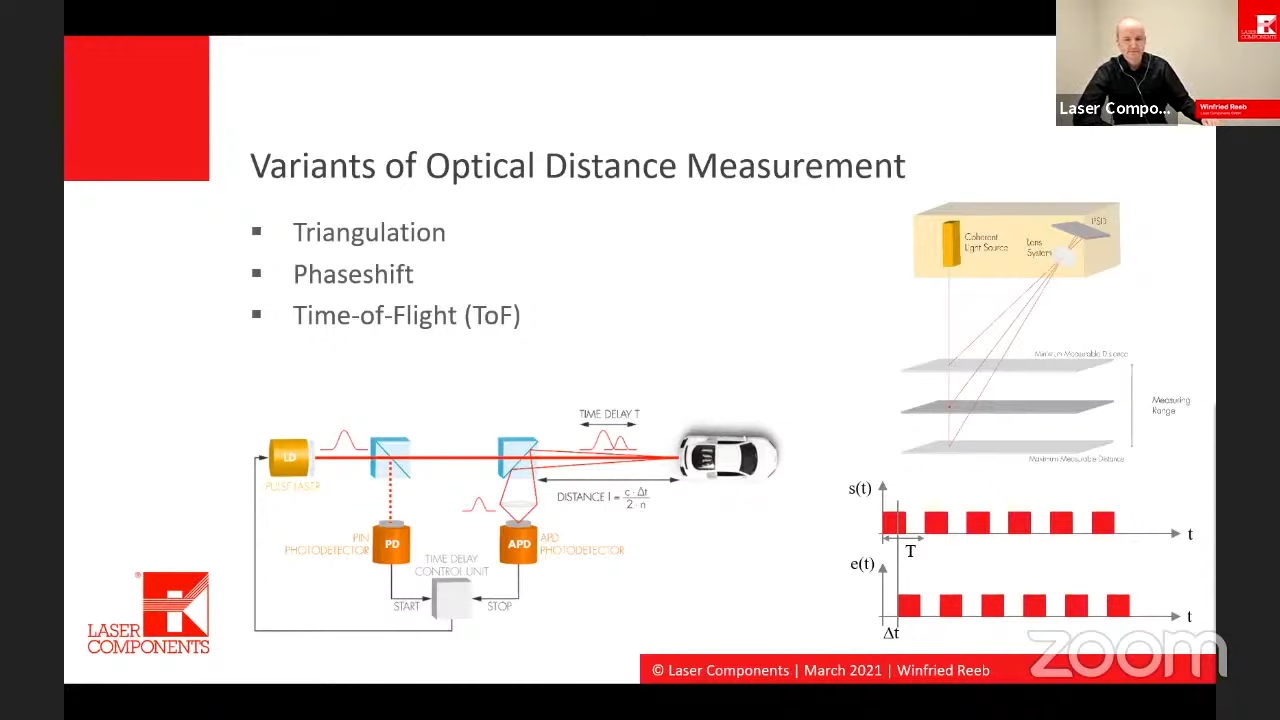 LASER
COMPONENTS
Laser Compo...
Winfried Reeb
Variants of Optical Distance Measurement
Triangulation
Phaseshift
Time-of-Flight (ToF)
PSD
Coherent
Light Source
Lens
System
Minimum Measurable Distance
Measuring
Range
Maximum Measurable Distance
TIME DELAY T
LD
PULSE LASER
DISTANCE l = c · Δt
2 · n
PIN
PHOTODETECTOR
PD
APD
APD
PHOTODETECTOR
TIME DELAY
CONTROL UNIT
START
STOP
s(t)
t
T
e(t)
t
Δt
®
LASER
COMPONENTS
zoom
© Laser Components | March 2021 | Winfried Reeb